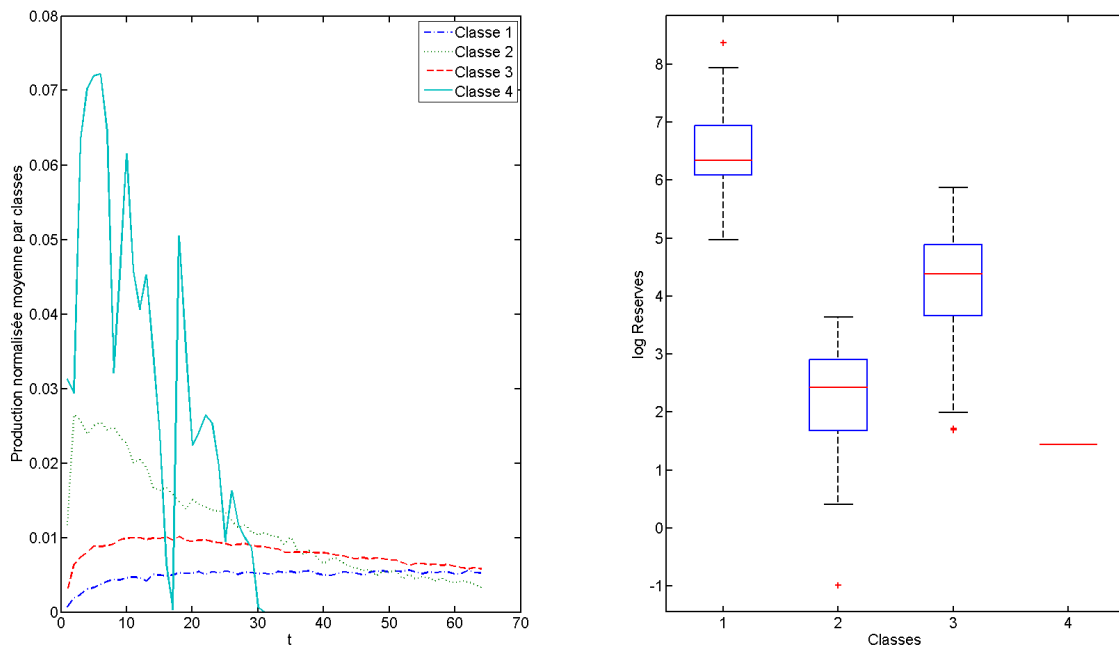 0.08
0.07
0.06
0.05
0.04
0.03
0.02
0.01
0
Production normalisée moyenne par classes
0 10 20 30 40 50 60 70
t
Classe 1
Classe 2
Classe 3
Classe 4
8
7
6
5
4
3
2
1
0
-1
log Reserves
1 2 3 4
Classes